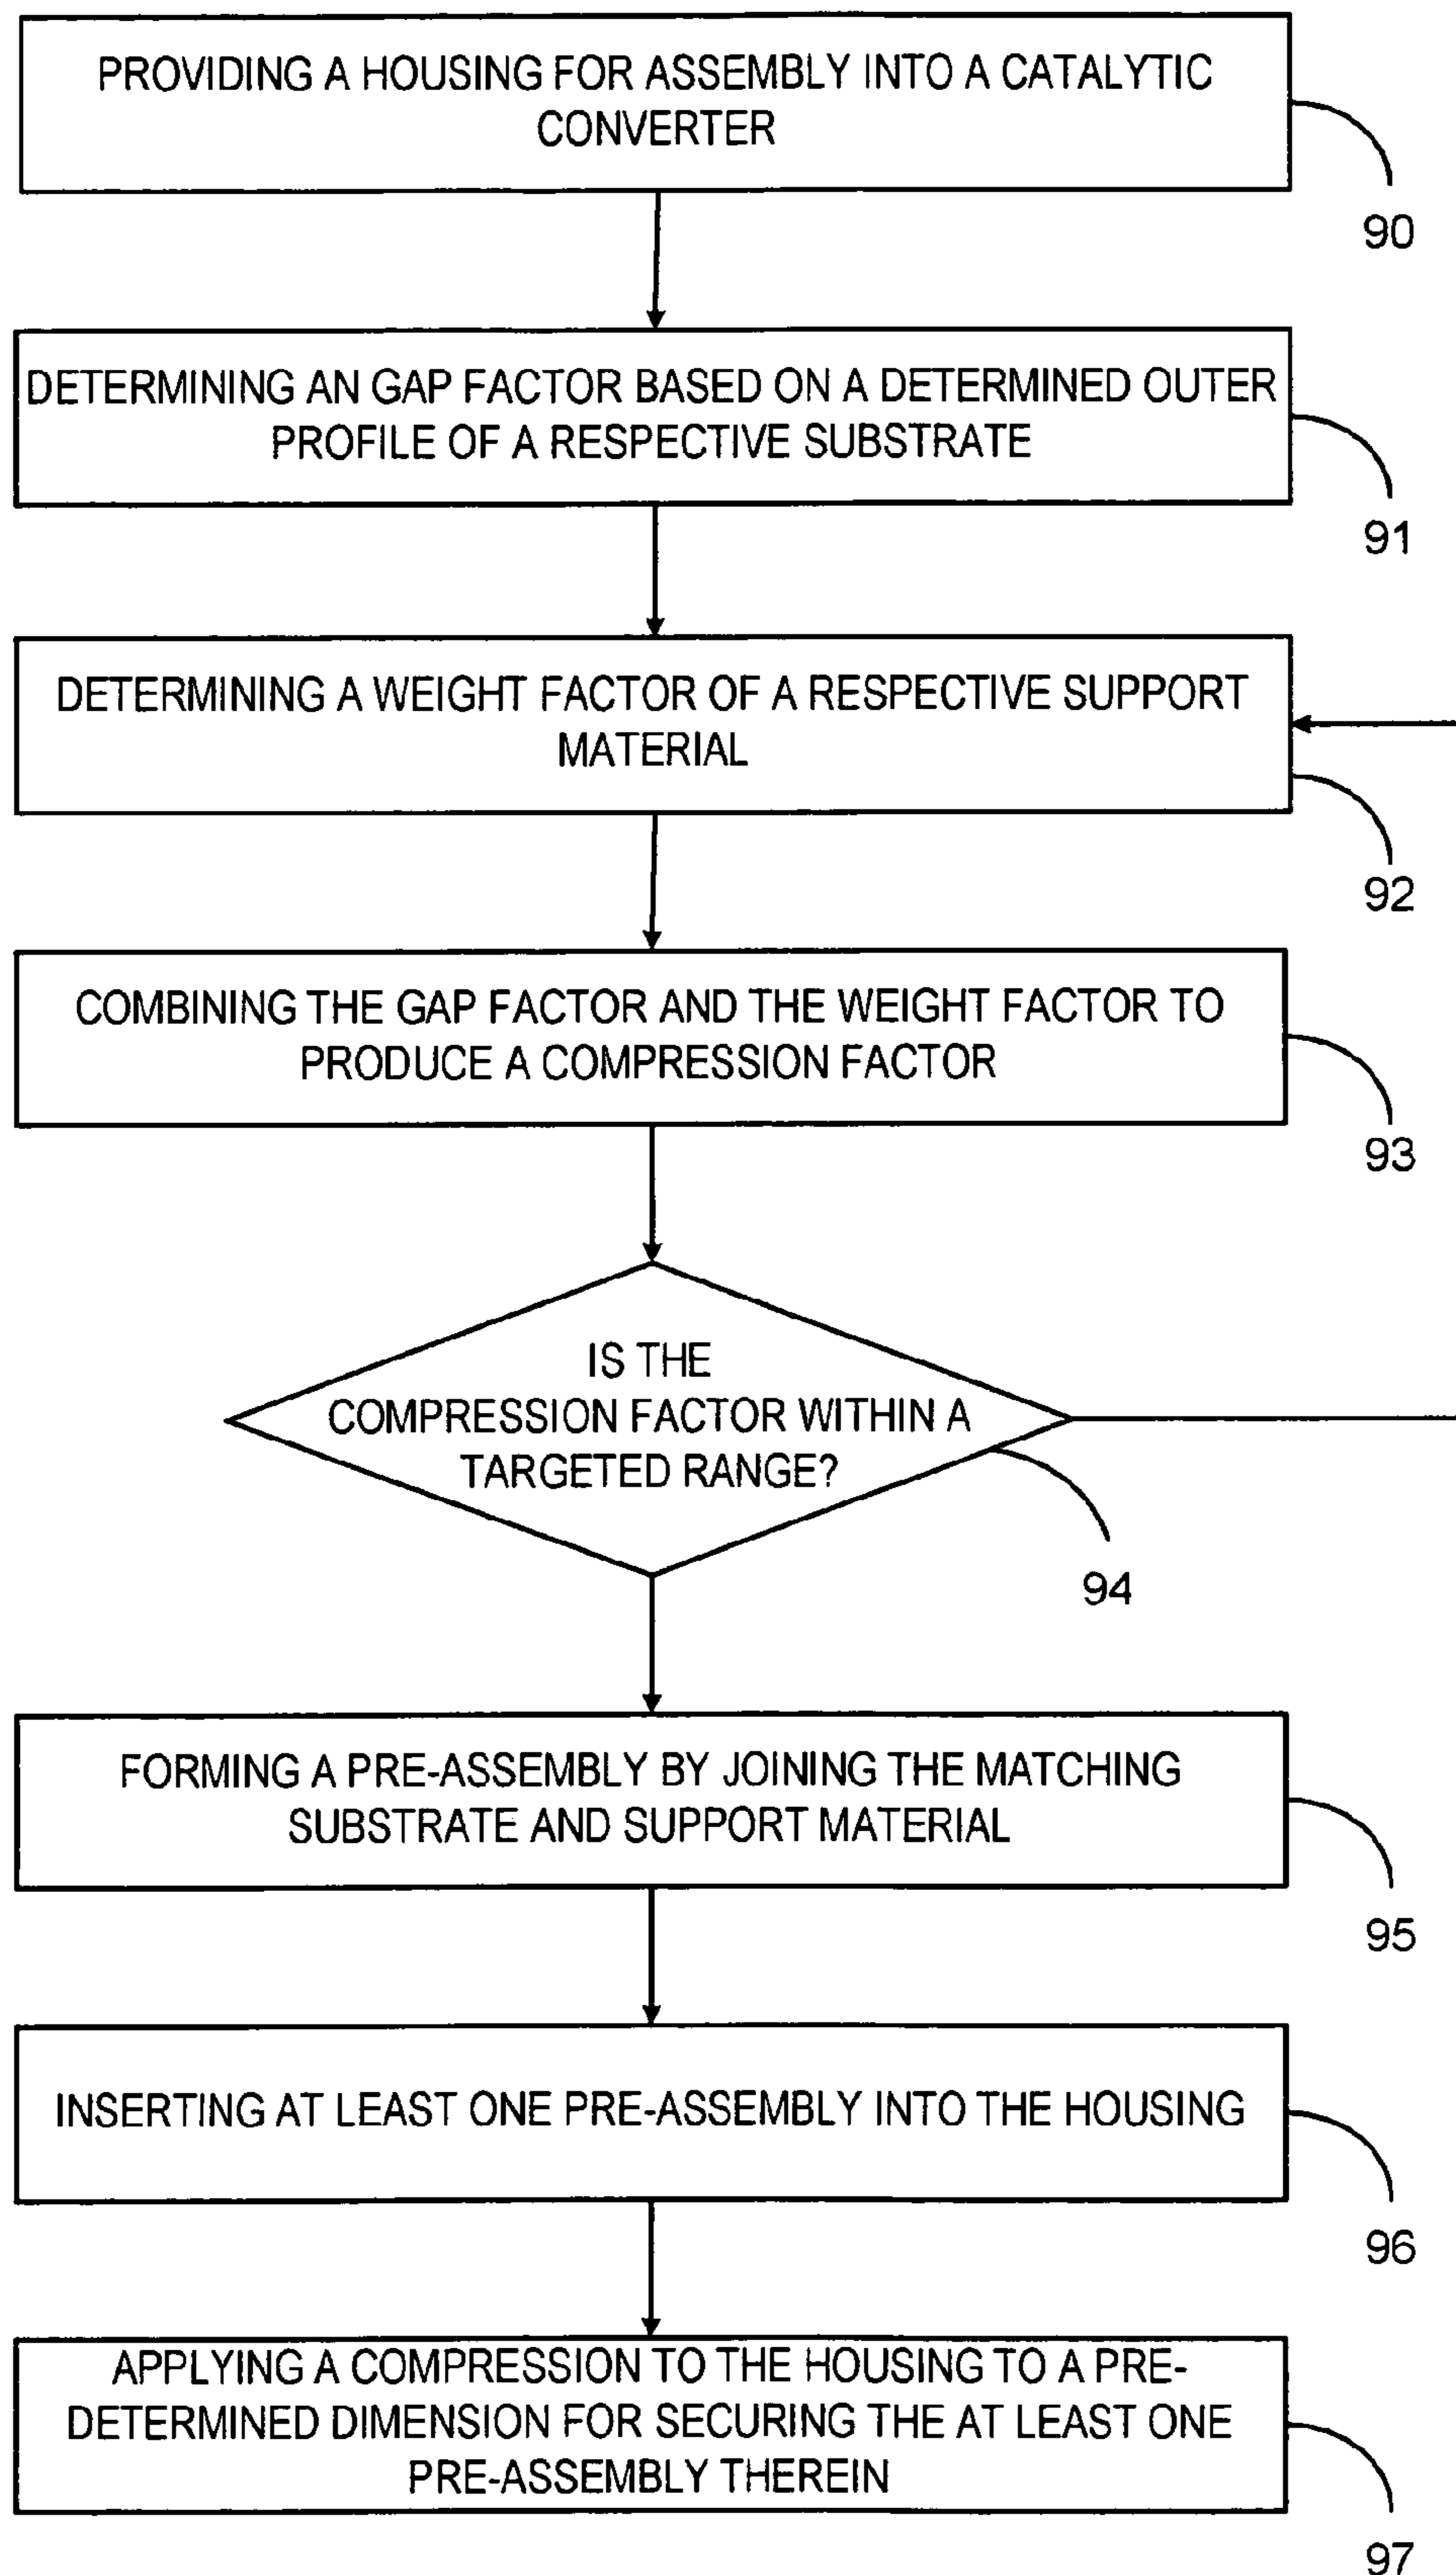 PROVIDING A HOUSING FOR ASSEMBLY INTO A CATALYTIC
CONVERTER
90
DETERMINING AN GAP FACTOR BASED ON A DETERMINED OUTER
PROFILE OF A RESPECTIVE SUBSTRATE
91
DETERMINING A WEIGHT FACTOR OF A RESPECTIVE SUPPORT
MATERIAL
92
COMBINING THE GAP FACTOR AND THE WEIGHT FACTOR TO
PRODUCE A COMPRESSION FACTOR
93
IS THE
COMPRESSION FACTOR WITHIN A
TARGETED RANGE?
94
FORMING A PRE-ASSEMBLY BY JOINING THE MATCHING
SUBSTRATE AND SUPPORT MATERIAL
95
INSERTING AT LEAST ONE PRE-ASSEMBLY INTO THE HOUSING
96
APPLYING A COMPRESSION TO THE HOUSING TO A PRE-
DETERMINED DIMENSION FOR SECURING THE AT LEAST ONE
PRE-ASSEMBLY THEREIN
97